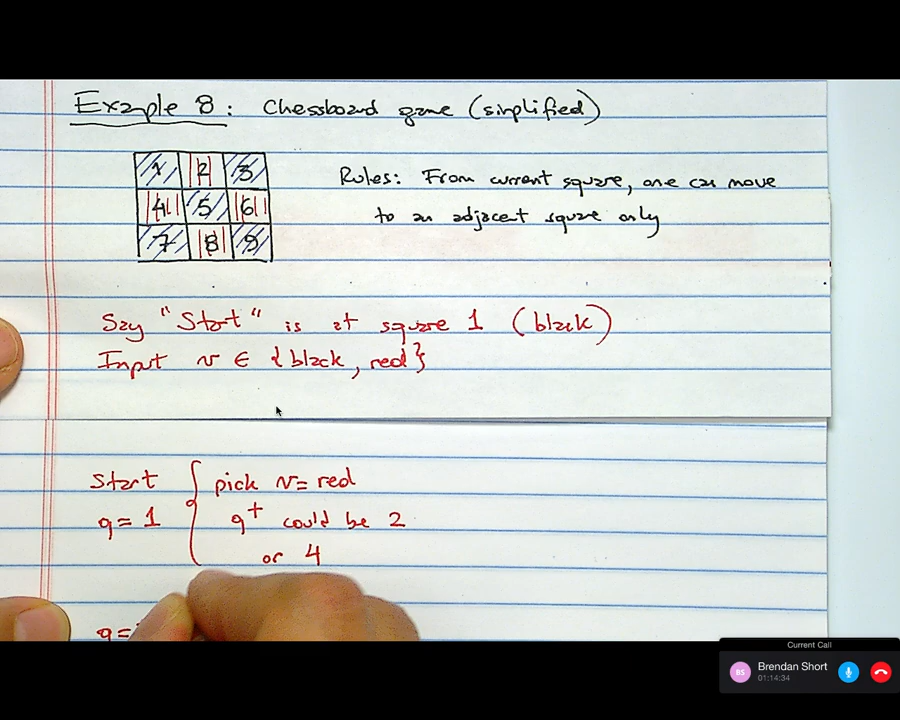 Example 8: Chessboard game (simplified)
1 2 3
4 5 6
7 8 9
Rules: From current square, one can move
to an adjacent square only
Say "Start" is at square 1 (black)
Input v ∈ {black, red}
Start
q = 1
pick v = red
q+ could be 2
or 4
q =
Current Call
BS
Brendan Short
01:14:34